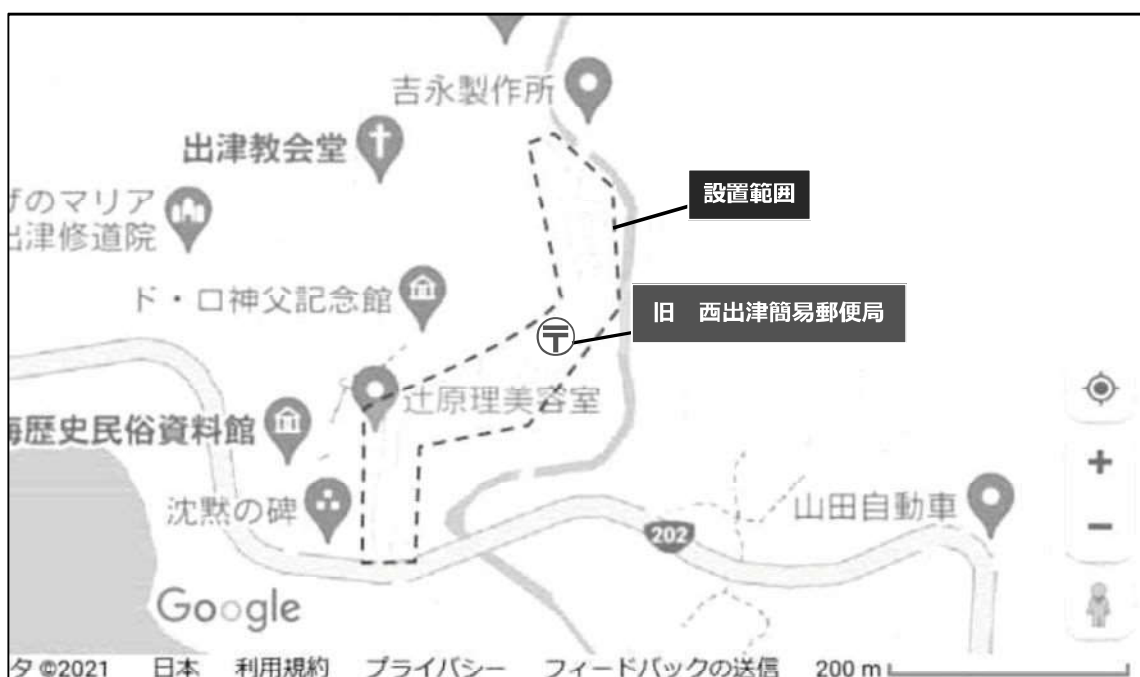 吉永製作所
出津教会堂
設置範囲
げのマリア
出津修道院
ド・ロ神父記念館
旧 西出津簡易郵便局
辻原理美容室
海歴史民俗資料館
沈黙の碑
山田自動車
202
Google
タ ©2021 日本 利用規約 プライバシー フィードバックの送信 200 m